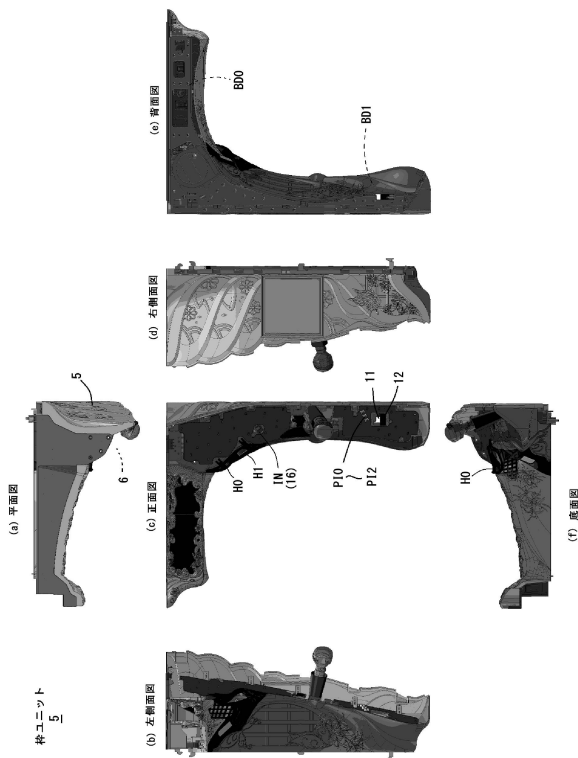 枠ユニット
5
(a) 平面図
5
6
(b) 左側面図
(c) 正面図
H0
H1
IN
(16)
PI0
〜
PI2
11
12
(d) 右側面図
(e) 背面図
BD0
BD1
(f) 底面図
H0